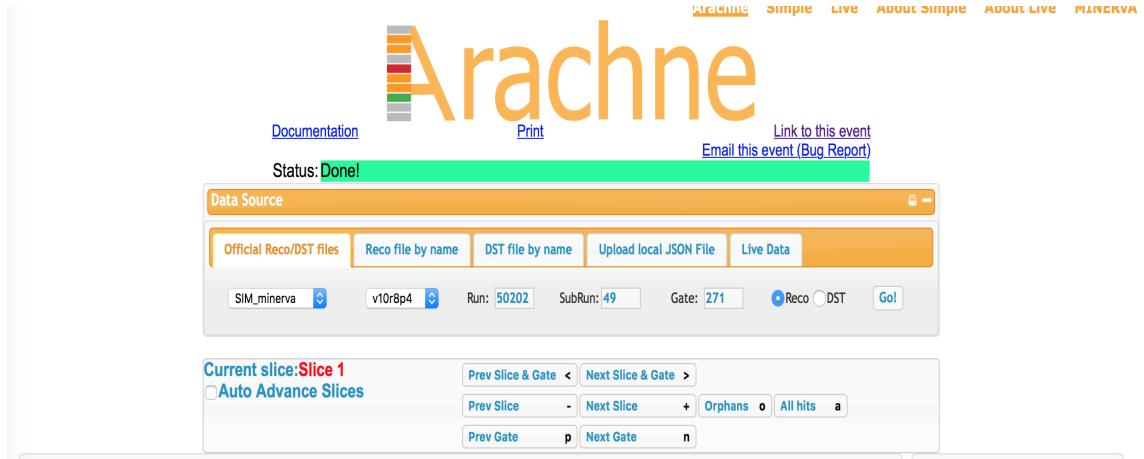 Arachne Simple Live About Simple About Live MINERVA
Arachne
Documentation Print Link to this event
Email this event (Bug Report)
Status: Done!
Data Source
Official Reco/DST files Reco file by name DST file by name Upload local JSON File Live Data
SIM_minerva v10r8p4 Run: 50202 SubRun: 49 Gate: 271 Reco DST Go!
Current slice:Slice 1
Auto Advance Slices
Prev Slice & Gate < Next Slice & Gate >
Prev Slice - Next Slice + Orphans o All hits a
Prev Gate p Next Gate n